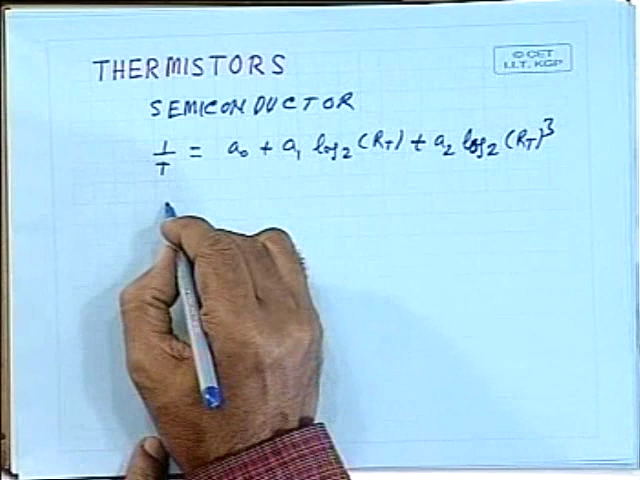 THERMISTORS
© CET
I.I.T. KGP
SEMICONDUCTOR
1/T = a₀ + a₁ log₂ (R_T) + a₂ log₂ (R_T)³